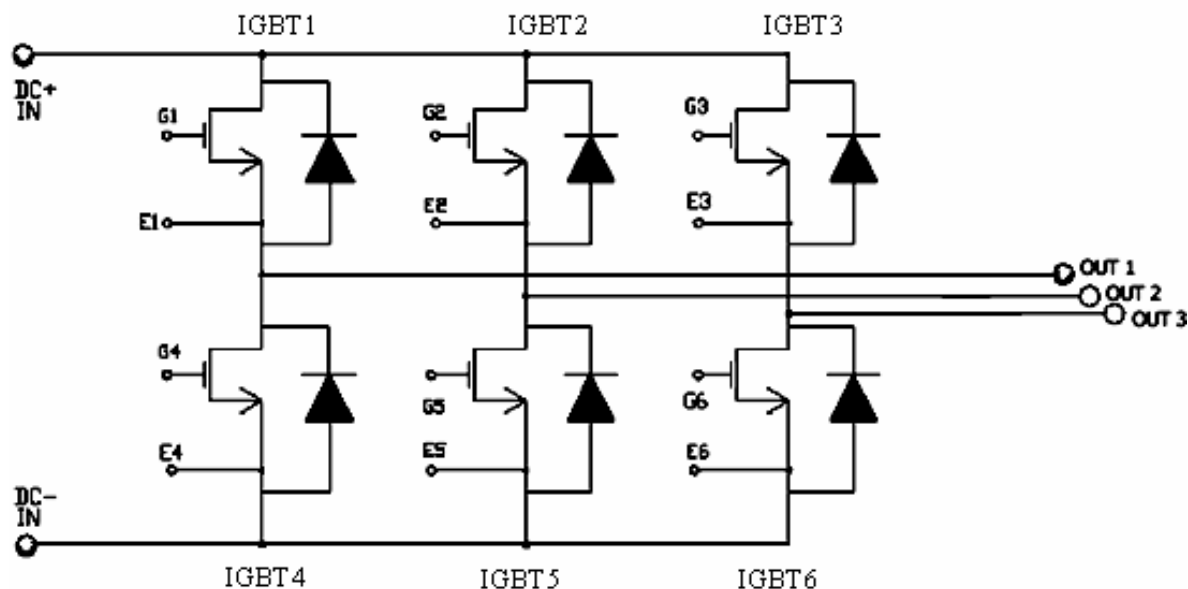 IGBT1 IGBT2 IGBT3
DC+
IN
G1 G2 G3
E1 E2 E3
OUT 1
OUT 2
OUT 3
G4 G5 G6
E4 E5 E6
DC-
IN
IGBT4 IGBT5 IGBT6